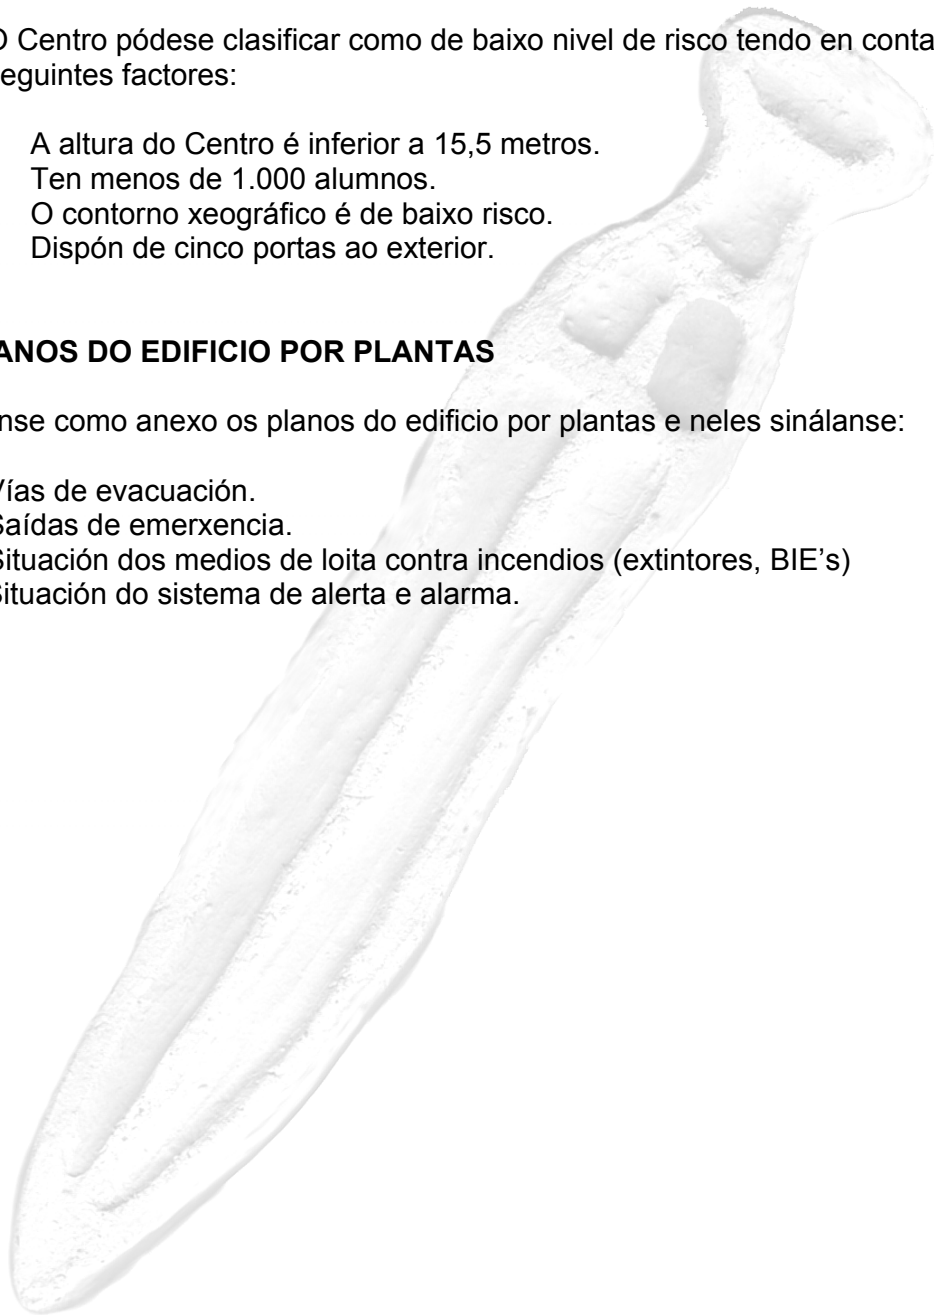 O Centro pódese clasificar como de baixo nivel de risco tendo en conta
eguintes factores:
A altura do Centro é inferior a 15,5 metros.
Ten menos de 1.000 alumnos.
O contorno xeográfico é de baixo risco.
Dispón de cinco portas ao exterior.
ANOS DO EDIFICIO POR PLANTAS
nse como anexo os planos do edificio por plantas e neles sinálanse:
Vías de evacuación.
Saídas de emerxencia.
Situación dos medios de loita contra incendios (extintores, BIE’s)
Situación do sistema de alerta e alarma.